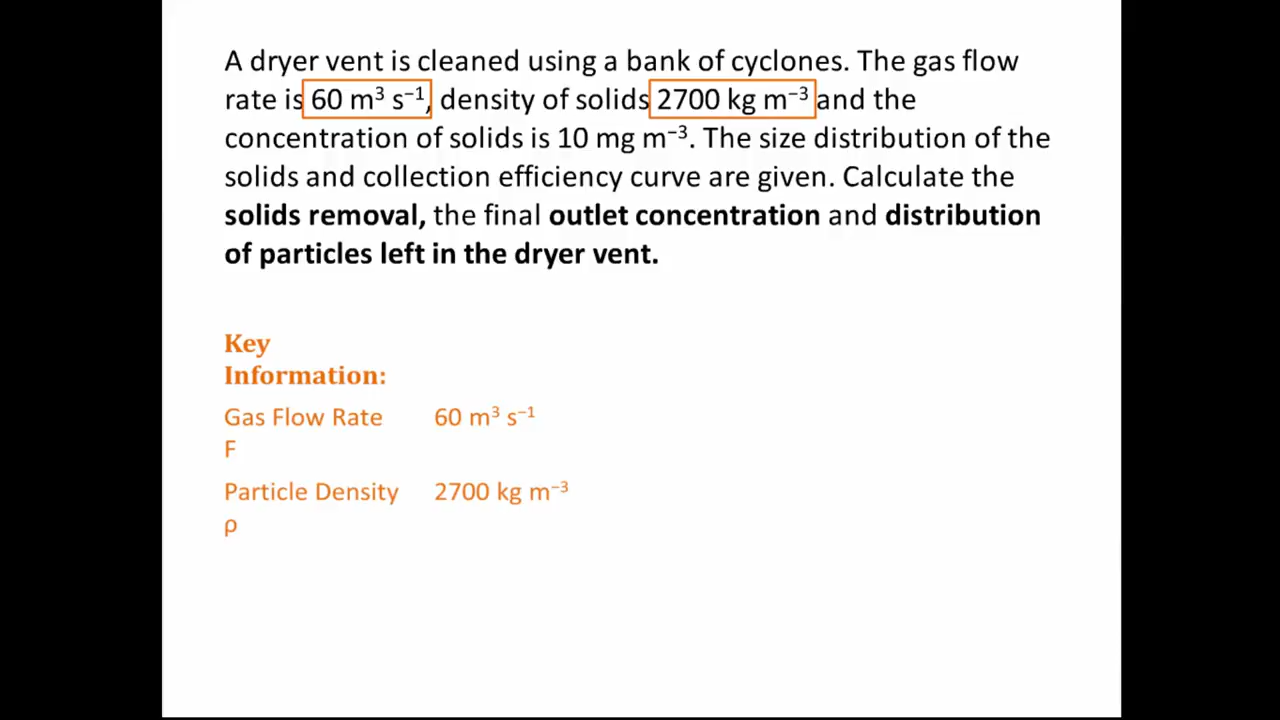 A dryer vent is cleaned using a bank of cyclones. The gas flow
rate is 60 m³ s⁻¹, density of solids 2700 kg m⁻³ and the
concentration of solids is 10 mg m⁻³. The size distribution of the
solids and collection efficiency curve are given. Calculate the
solids removal, the final outlet concentration and distribution
of particles left in the dryer vent.
Key
Information:
Gas Flow Rate 60 m³ s⁻¹
F
Particle Density 2700 kg m⁻³
ρ